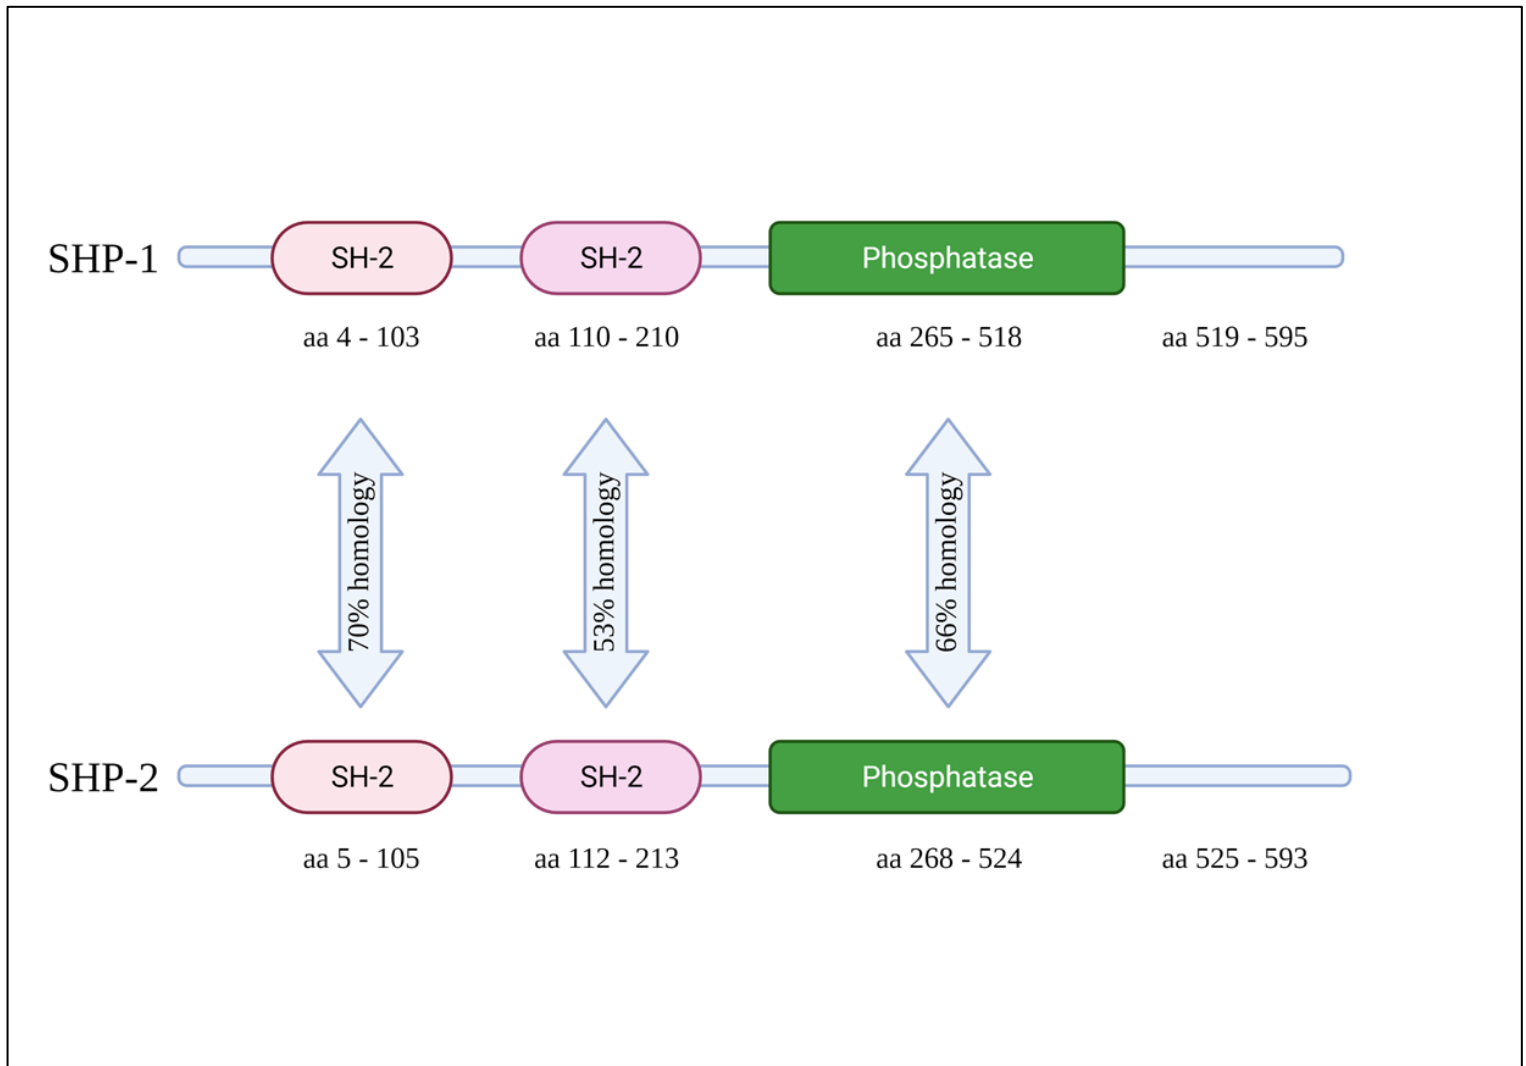 SHP-1
SH-2
SH-2
Phosphatase
aa 4 - 103
aa 110 - 210
aa 265 - 518
aa 519 - 595
70% homology
53% homology
66% homology
SHP-2
SH-2
SH-2
Phosphatase
aa 5 - 105
aa 112 - 213
aa 268 - 524
aa 525 - 593